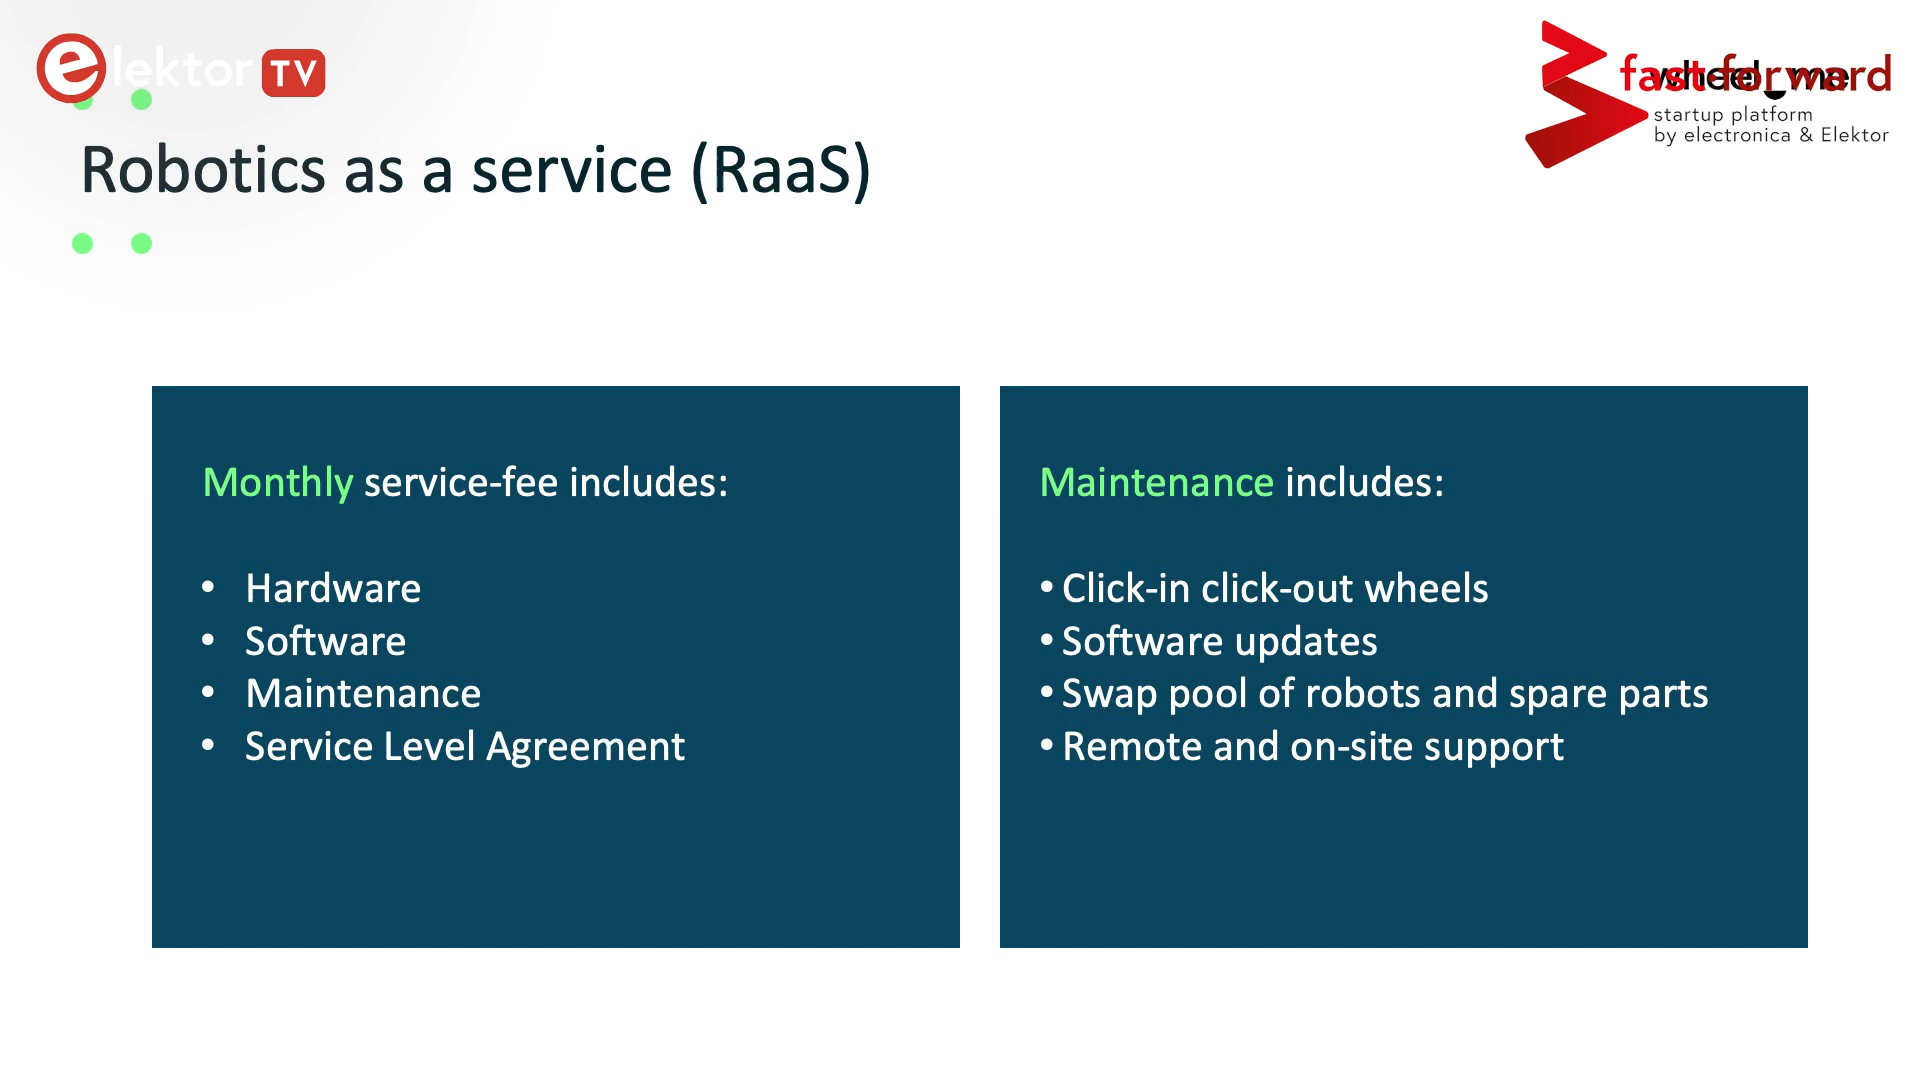 elektor TV
fast forward
wheel_me
startup platform
by electronica & Elektor
Robotics as a service (RaaS)
Monthly service-fee includes:
• Hardware
• Software
• Maintenance
• Service Level Agreement
Maintenance includes:
• Click-in click-out wheels
• Software updates
• Swap pool of robots and spare parts
• Remote and on-site support